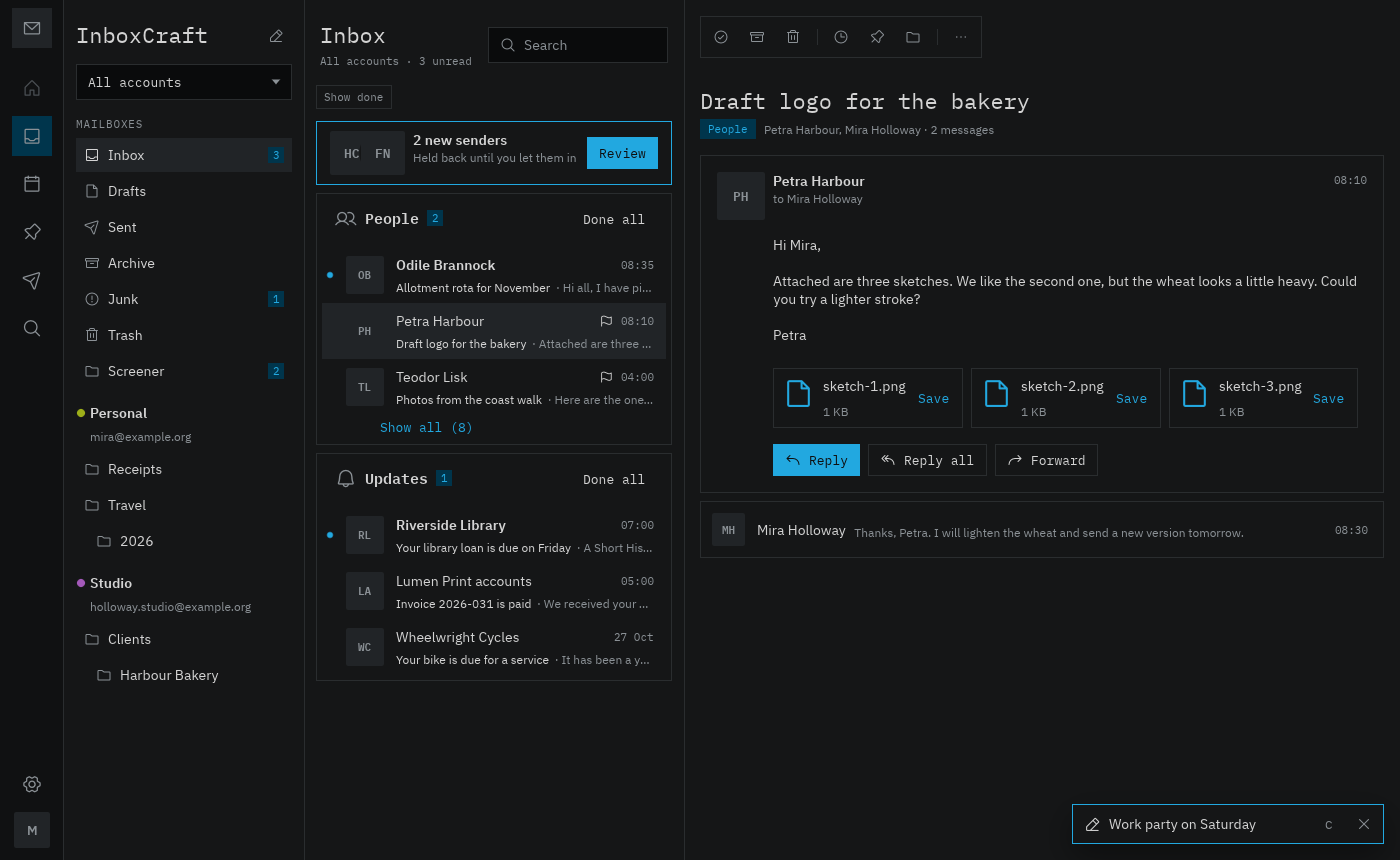 InboxCraft
All accounts
MAILBOXES
Inbox 3
Drafts
Sent
Archive
Junk 1
Trash
Screener 2
Personal
mira@example.org
Receipts
Travel
2026
Studio
holloway.studio@example.org
Clients
Harbour Bakery
M
Inbox
All accounts · 3 unread
Search
Show done
HC FN
2 new senders
Held back until you let them in
Review
People 2 Done all
OB
Odile Brannock 08:35
Allotment rota for November · Hi all, I have pi…
PH
Petra Harbour 08:10
Draft logo for the bakery · Attached are three …
TL
Teodor Lisk 04:00
Photos from the coast walk · Here are the one…
Show all (8)
Updates 1 Done all
RL
Riverside Library 07:00
Your library loan is due on Friday · A Short His…
LA
Lumen Print accounts 05:00
Invoice 2026-031 is paid · We received your …
WC
Wheelwright Cycles 27 Oct
Your bike is due for a service · It has been a y…
Draft logo for the bakery
People Petra Harbour, Mira Holloway · 2 messages
PH
Petra Harbour 08:10
to Mira Holloway
Hi Mira,
Attached are three sketches. We like the second one, but the wheat looks a little heavy. Could
you try a lighter stroke?
Petra
sketch-1.png
1 KB
Save
sketch-2.png
1 KB
Save
sketch-3.png
1 KB
Save
Reply
Reply all
Forward
MH Mira Holloway Thanks, Petra. I will lighten the wheat and send a new version tomorrow. 08:30
Work party on Saturday C